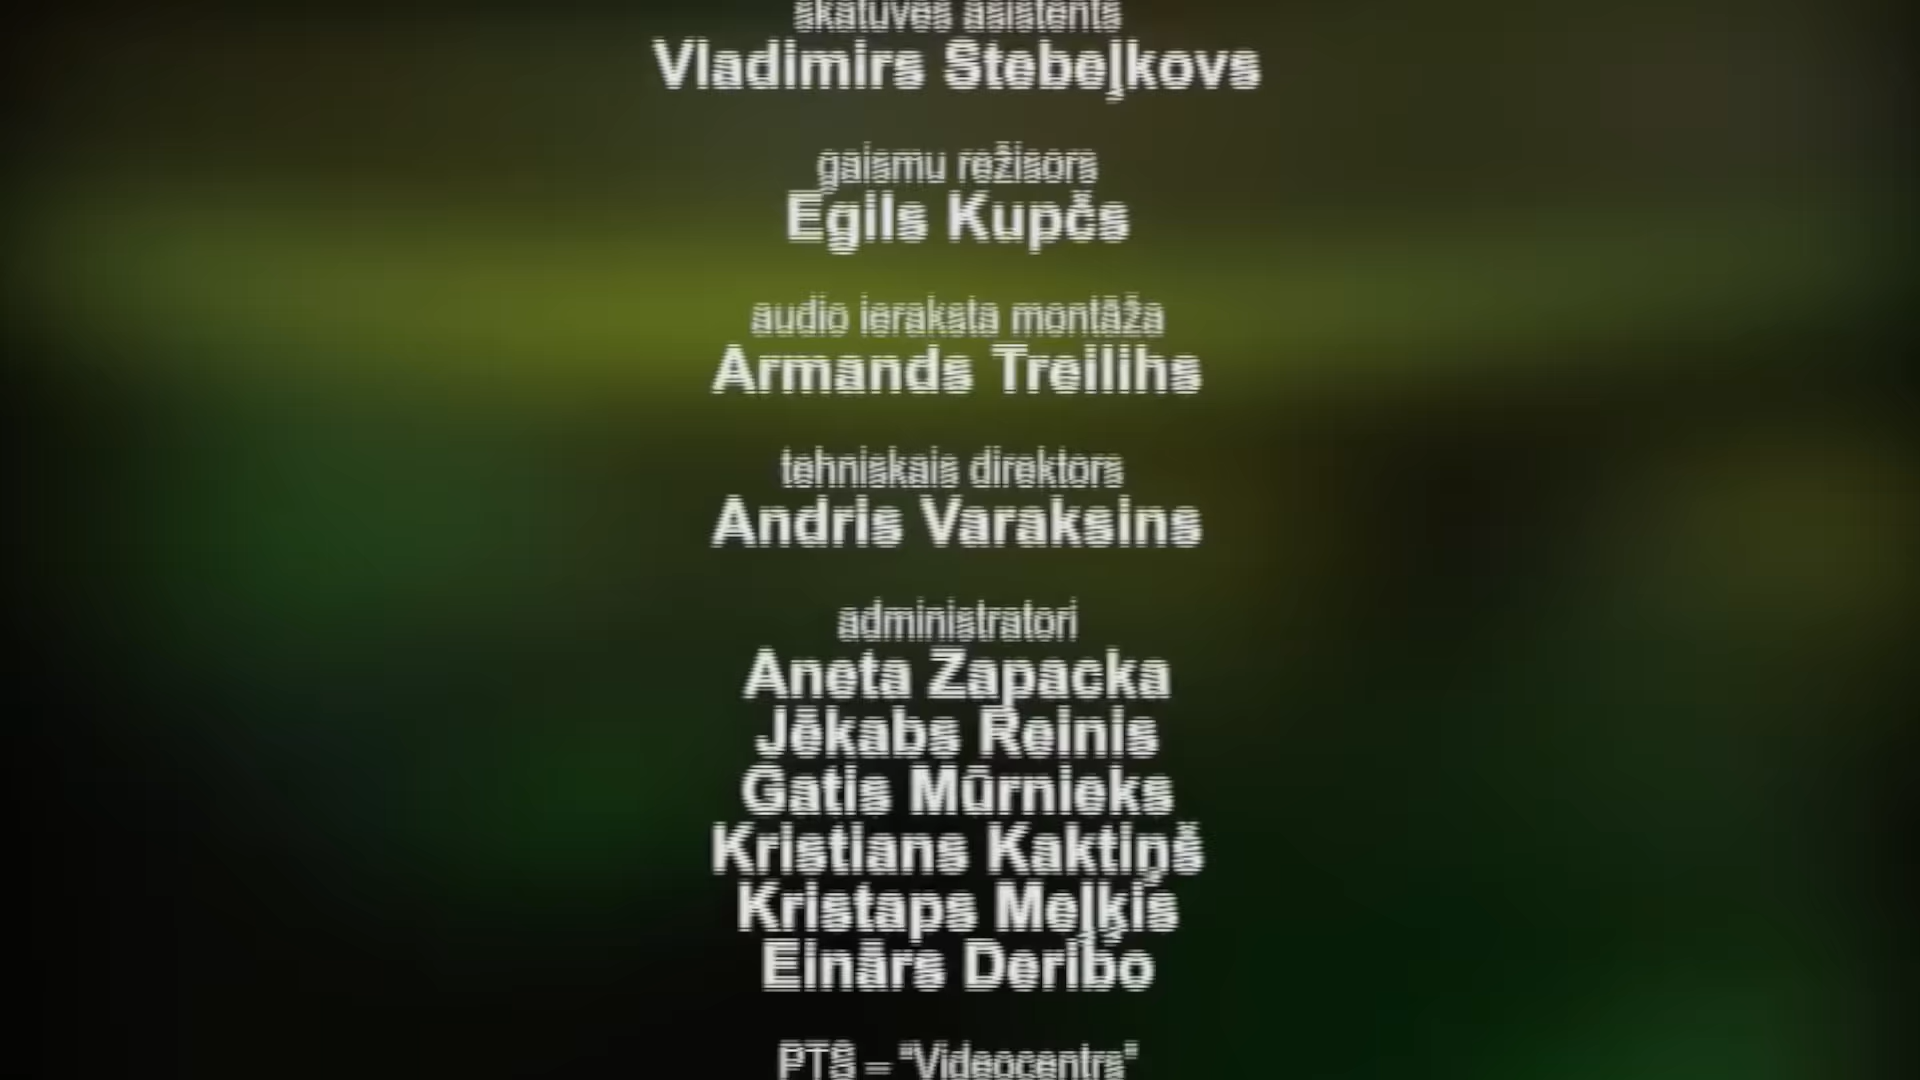 skatuves asistents
Vladimirs Stebeļkovs
gaismu režisors
Egils Kupčs
audio ieraksta montāža
Armands Treilihs
tehniskais direktors
Andris Varaksins
administratori
Aneta Zapacka
Jēkabs Reinis
Gatis Mūrnieks
Kristians Kaktiņš
Kristaps Meļķis
Einārs Deribo
PTS – "Videocentrs"